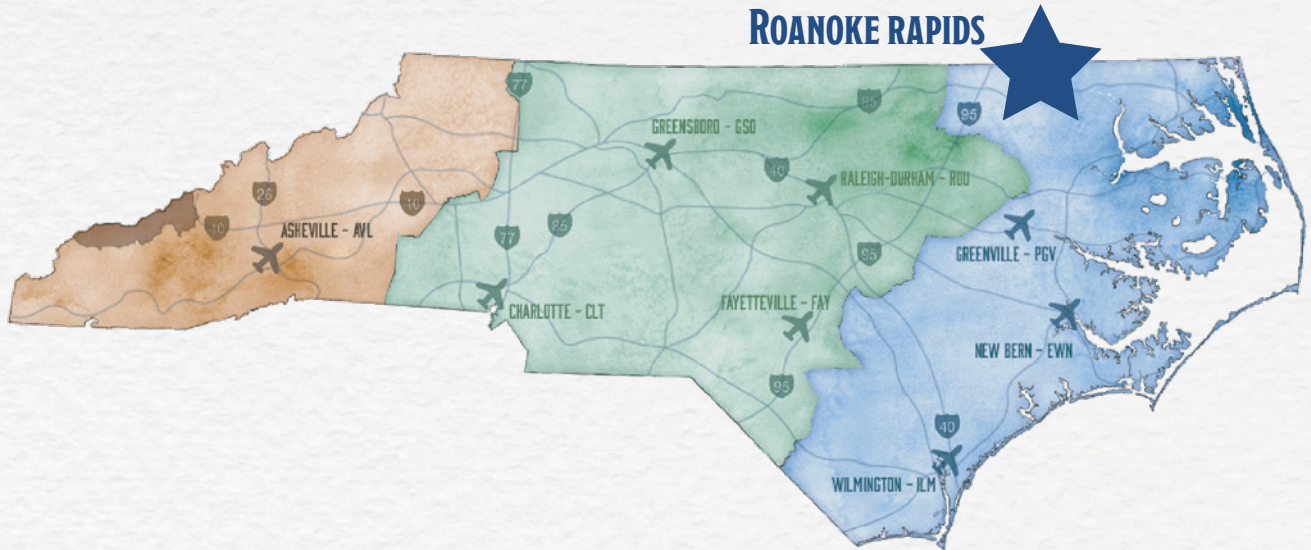 ROANOKE RAPIDS
77
85
95
GREENSBORO - GSO
40
RALEIGH-DURHAM - RDU
26
40
40
ASHEVILLE - AVL
77
85
95
GREENVILLE - PGV
CHARLOTTE - CLT
FAYETTEVILLE - FAY
NEW BERN - EWN
95
40
WILMINGTON - ILM